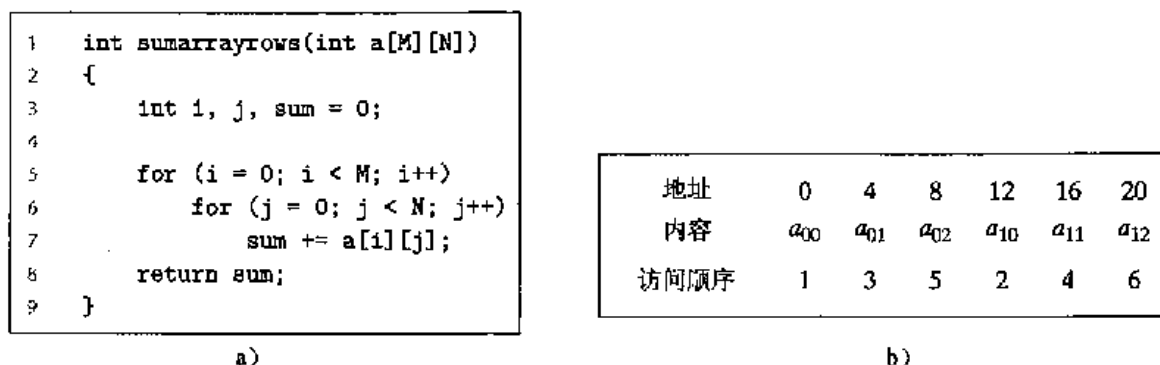 1 int sumarrayrows(int a[M][N])
2 {
3 int i, j, sum = 0;
4
5 for (i = 0; i < M; i++)
6 for (j = 0; j < N; j++)
7 sum += a[i][j];
8 return sum;
9 }
a)
地址 0 4 8 12 16 20
内容 a₀₀ a₀₁ a₀₂ a₁₀ a₁₁ a₁₂
访问顺序 1 3 5 2 4 6
b)